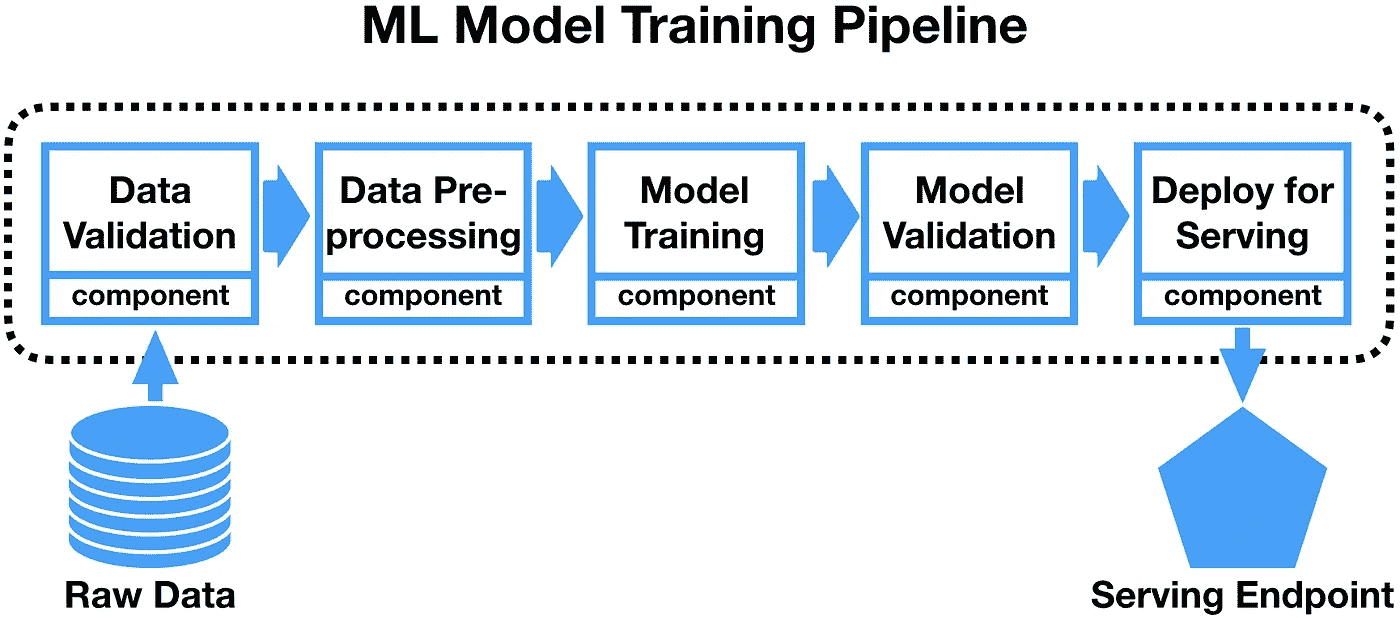 ML Model Training Pipeline
Data
Validation
component
Data Pre-
processing
component
Model
Training
component
Model
Validation
component
Deploy for
Serving
component
Raw Data
Serving Endpoint